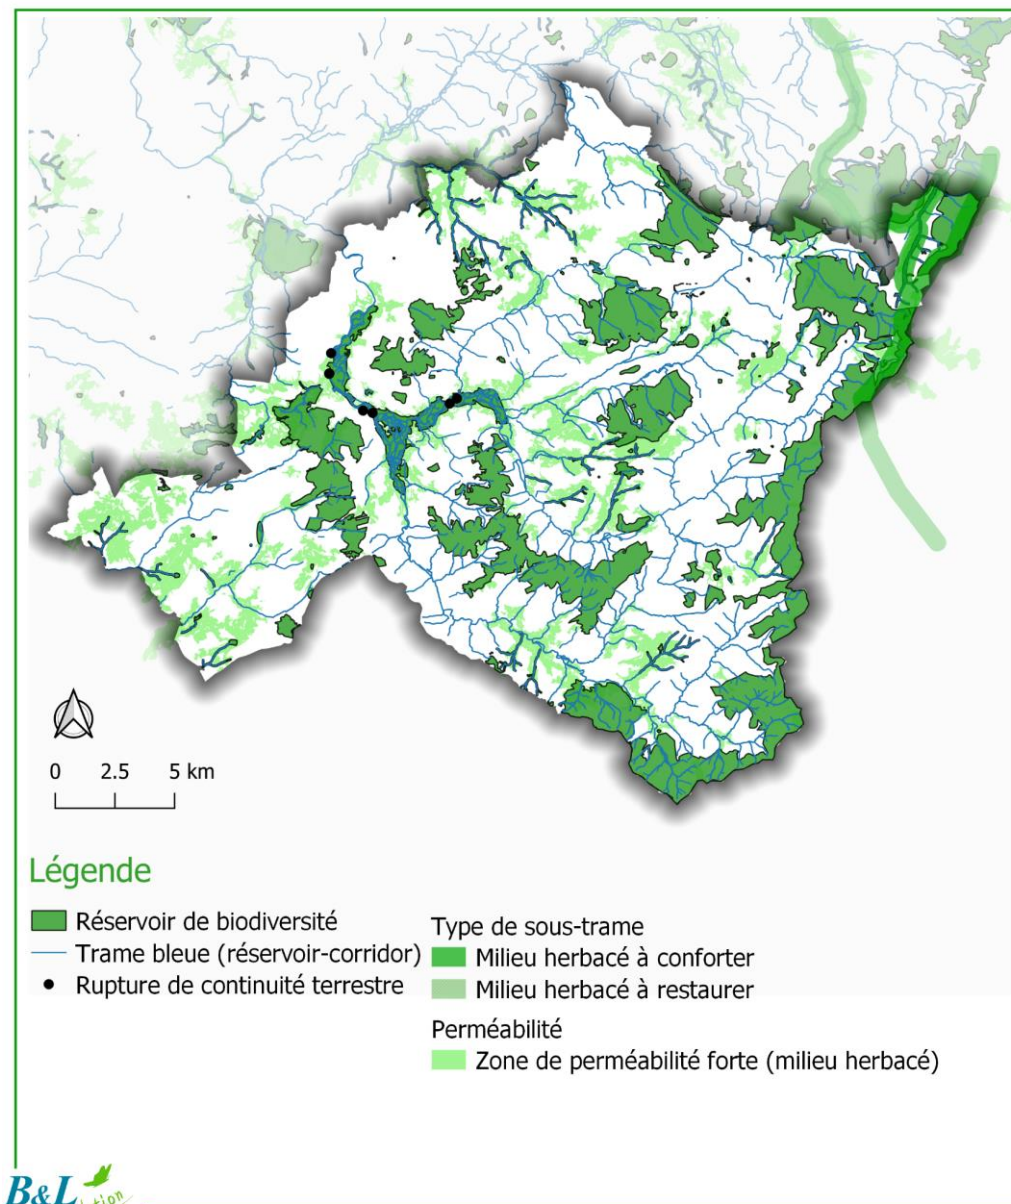 0 2.5 5 km
Légende
Réservoir de biodiversité
Trame bleue (réservoir-corridor)
Rupture de continuité terrestre
Type de sous-trame
Milieu herbacé à conforter
Milieu herbacé à restaurer
Perméabilité
Zone de perméabilité forte (milieu herbacé)
B&L